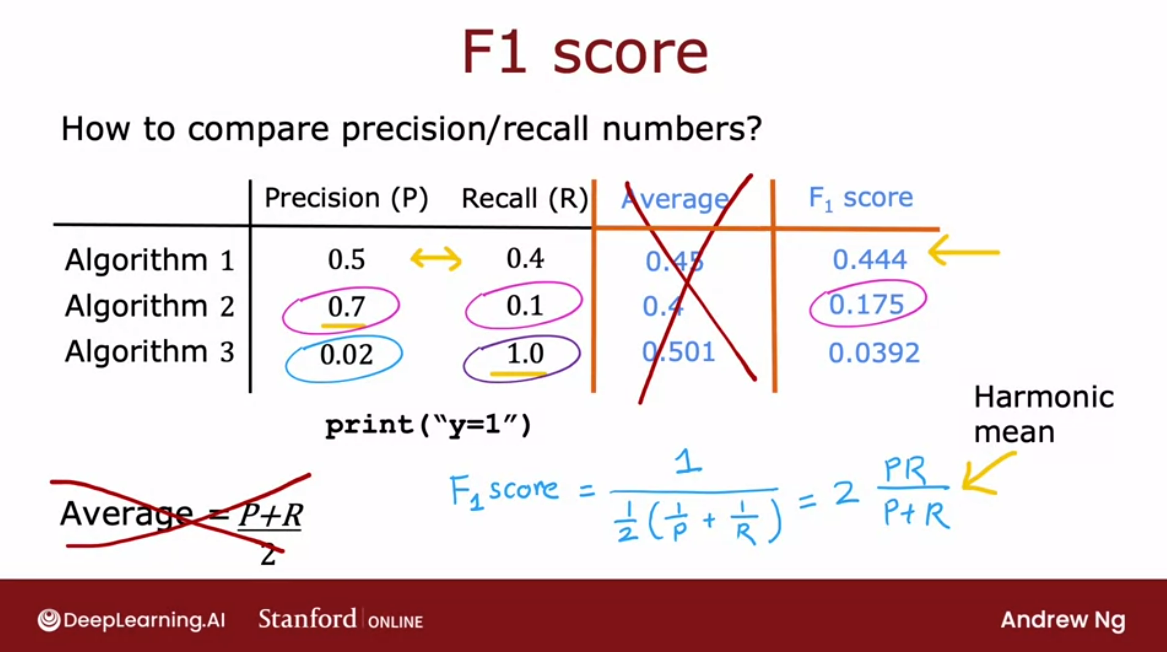 F1 score
How to compare precision/recall numbers?
Precision (P) Recall (R) Average F₁ score
Algorithm 1 0.5 0.4 0.45 0.444
Algorithm 2 0.7 0.1 0.4 0.175
Algorithm 3 0.02 1.0 0.501 0.0392
print(“y=1”)
Harmonic
mean
Average = P+R/2
F₁ score = 1/(1/2(1/P + 1/R)) = 2 PR/(P+R)
DeepLearning.AI Stanford ONLINE Andrew Ng